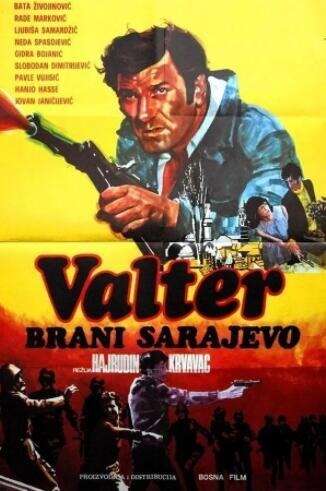 BATA ŽIVOJINOVIĆ
RADE MARKOVIĆ
LJUBIŠA SAMARDŽIĆ
NEDA SPASOJEVIĆ
GIDRA BOJANIĆ
SLOBODAN DIMITRIJEVIĆ
PAVLE VUJISIĆ
HANJO HASSE
JOVAN JANIĆIJEVIĆ
Valter
BRANI SARAJEVO
REŽIJA HAJRUDIN KRVAVAC
PROIZVODNJA I DISTRIBUCIJA BOSNA FILM